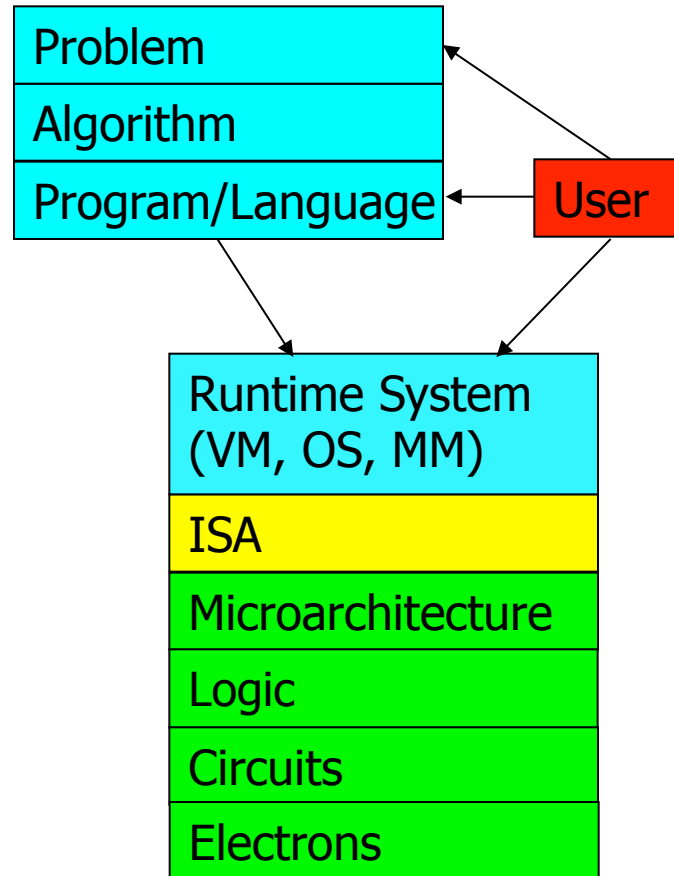 Problem
Algorithm
Program/Language
User
Runtime System
(VM, OS, MM)
ISA
Microarchitecture
Logic
Circuits
Electrons